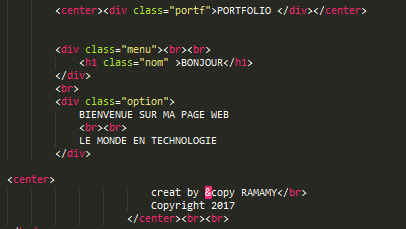 <center><div class="portf">PORTFOLIO </div></center>
<div class="menu"><br><br>
<h1 class="nom" >BONJOUR</h1>
</div>
<br>
<div class="option">
BIENVENUE SUR MA PAGE WEB
<br><br>
LE MONDE EN TECHNOLOGIE
</div>
<center>
creat by &copy RAMAMY</br>
Copyright 2017
</center><br><br>